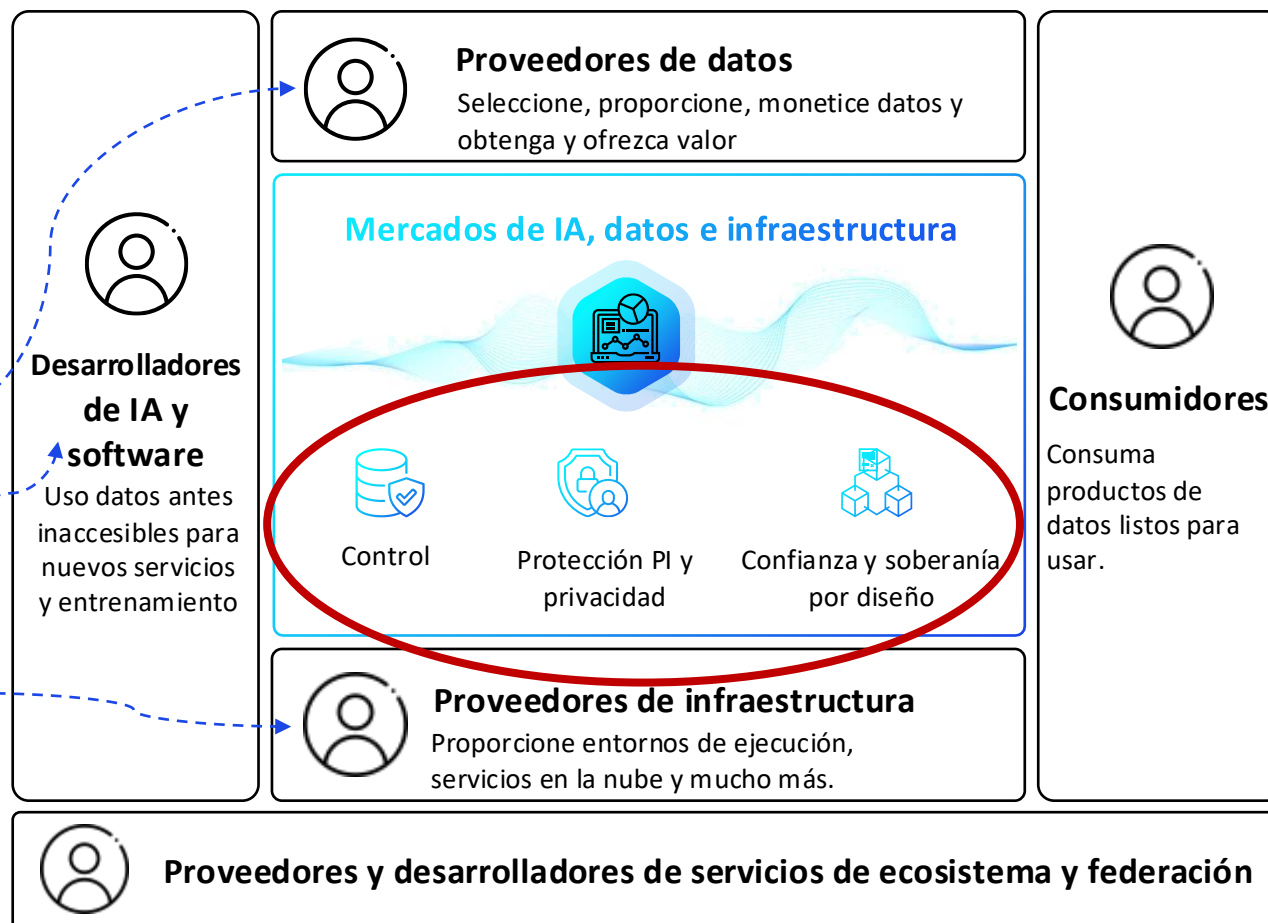 Proveedores de datos
Seleccione, proporcione, monetice datos y
obtenga y ofrezca valor
Desarrolladores
de IA y
software
Uso datos antes
inaccesibles para
nuevos servicios
y entrenamiento
Mercados de IA, datos e infraestructura
Control
Protección PI y
privacidad
Confianza y soberanía
por diseño
Consumidores
Consuma
productos de
datos listos para
usar.
Proveedores de infraestructura
Proporcione entornos de ejecución,
servicios en la nube y mucho más.
Proveedores y desarrolladores de servicios de ecosistema y federación